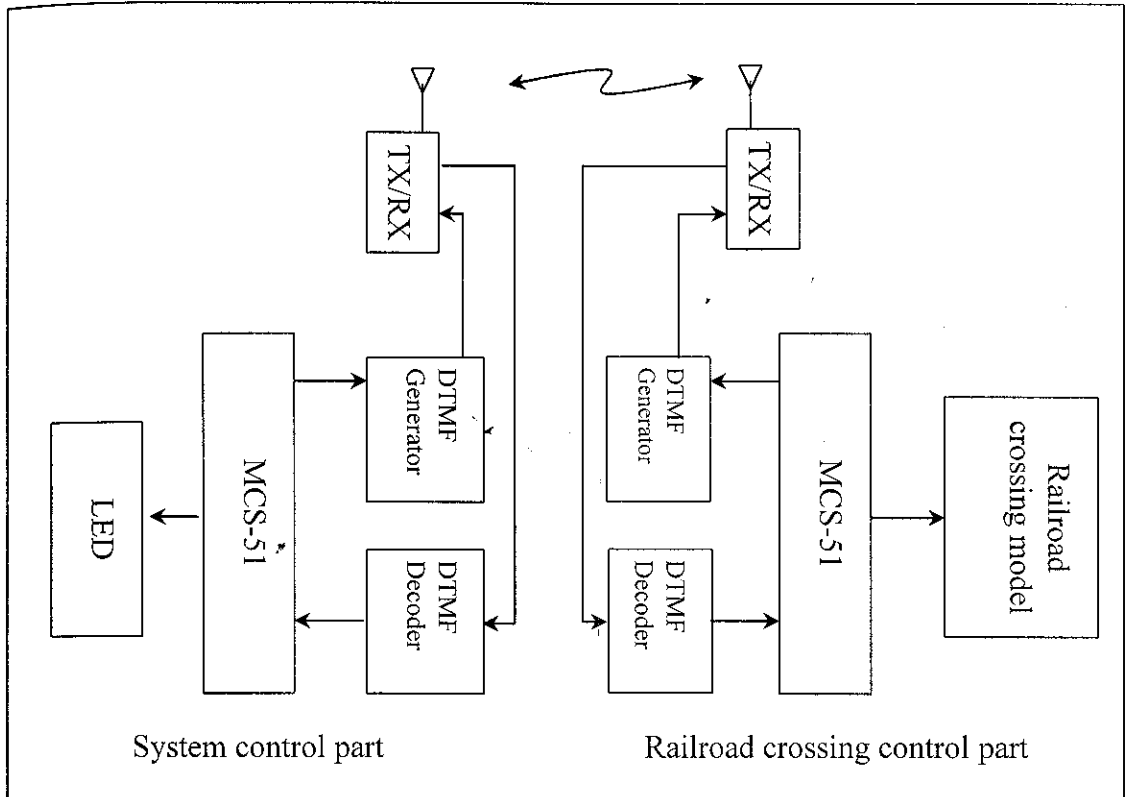 TX/RX
TX/RX
DTMF
Generator
DTMF
Generator
MCS-51
MCS-51
Railroad
crossing model
LED
DTMF
Decoder
DTMF
Decoder
System control part
Railroad crossing control part